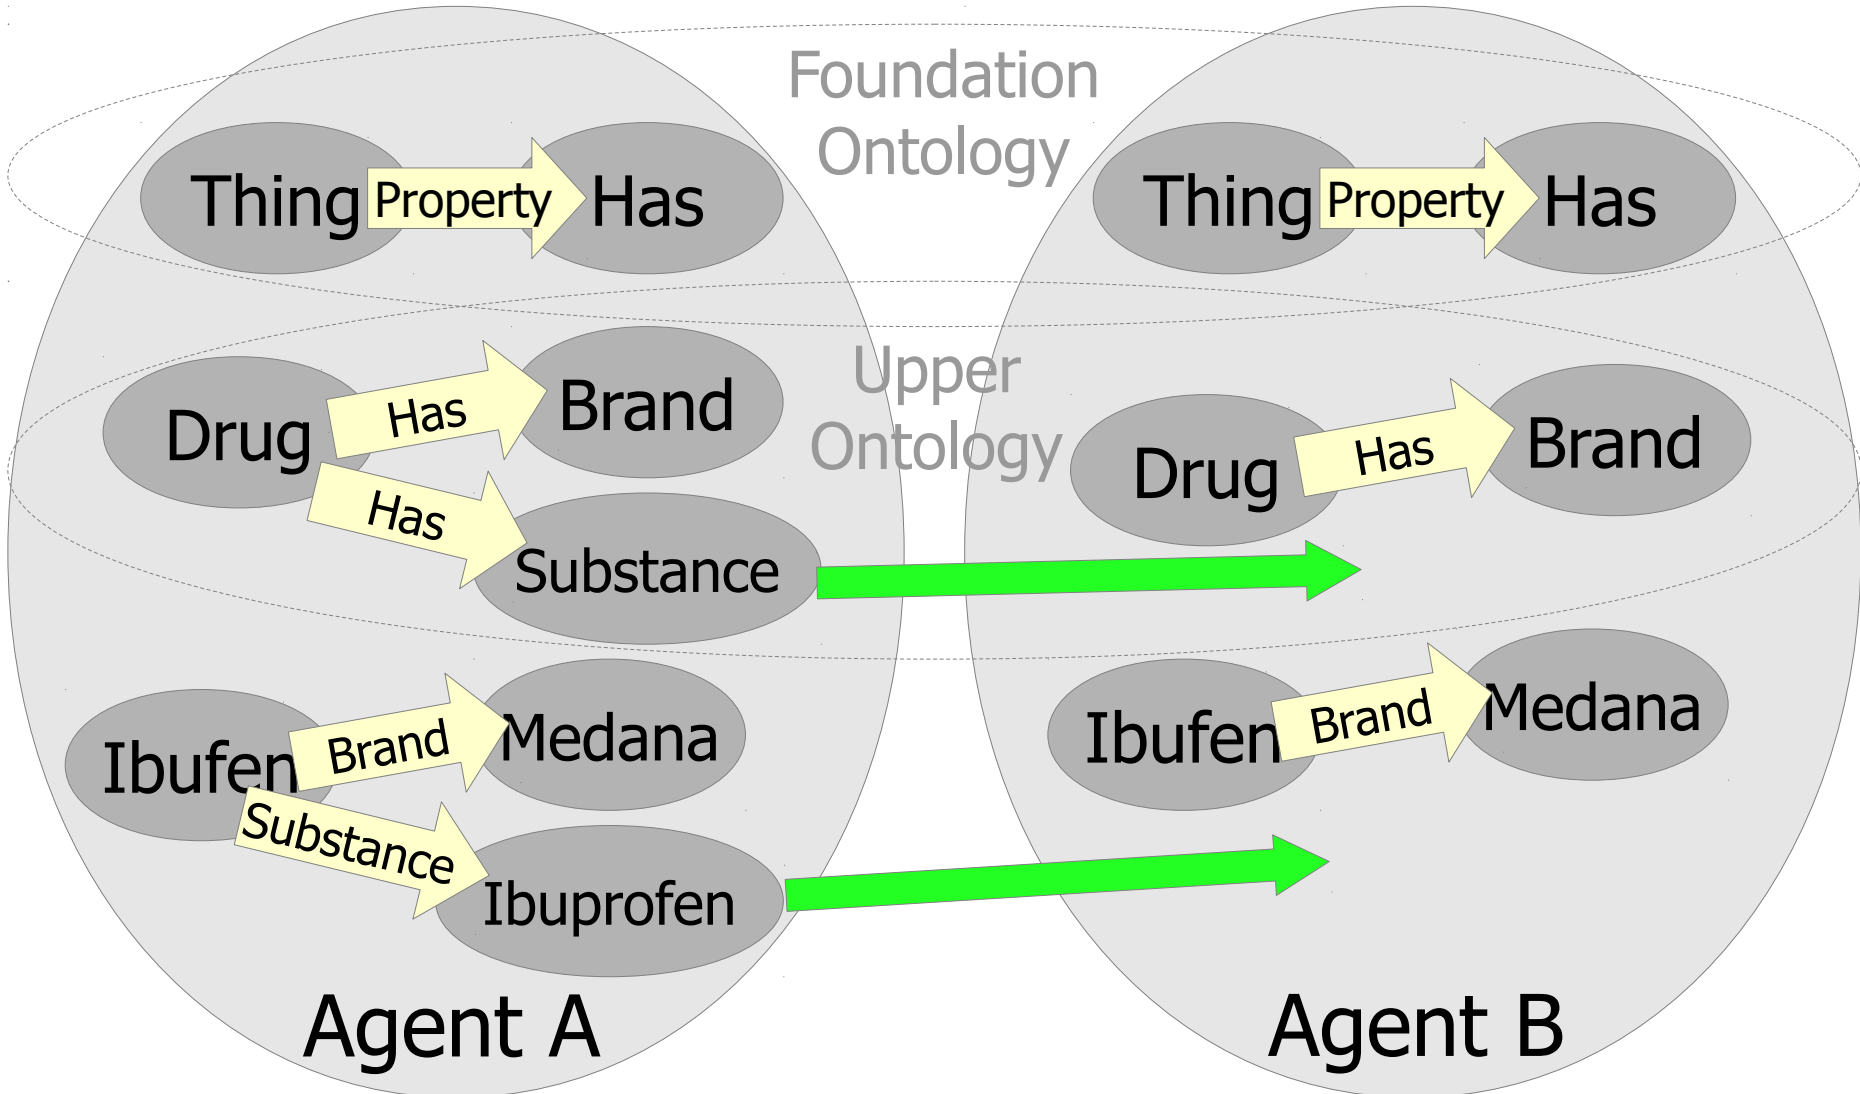 Foundation
Ontology
Thing Property Has
Thing Property Has
Upper
Ontology
Drug Has Brand
Has Substance
Drug Has Brand
Ibufen Brand Medana
Substance Ibuprofen
Ibufen Brand Medana
Agent A
Agent B